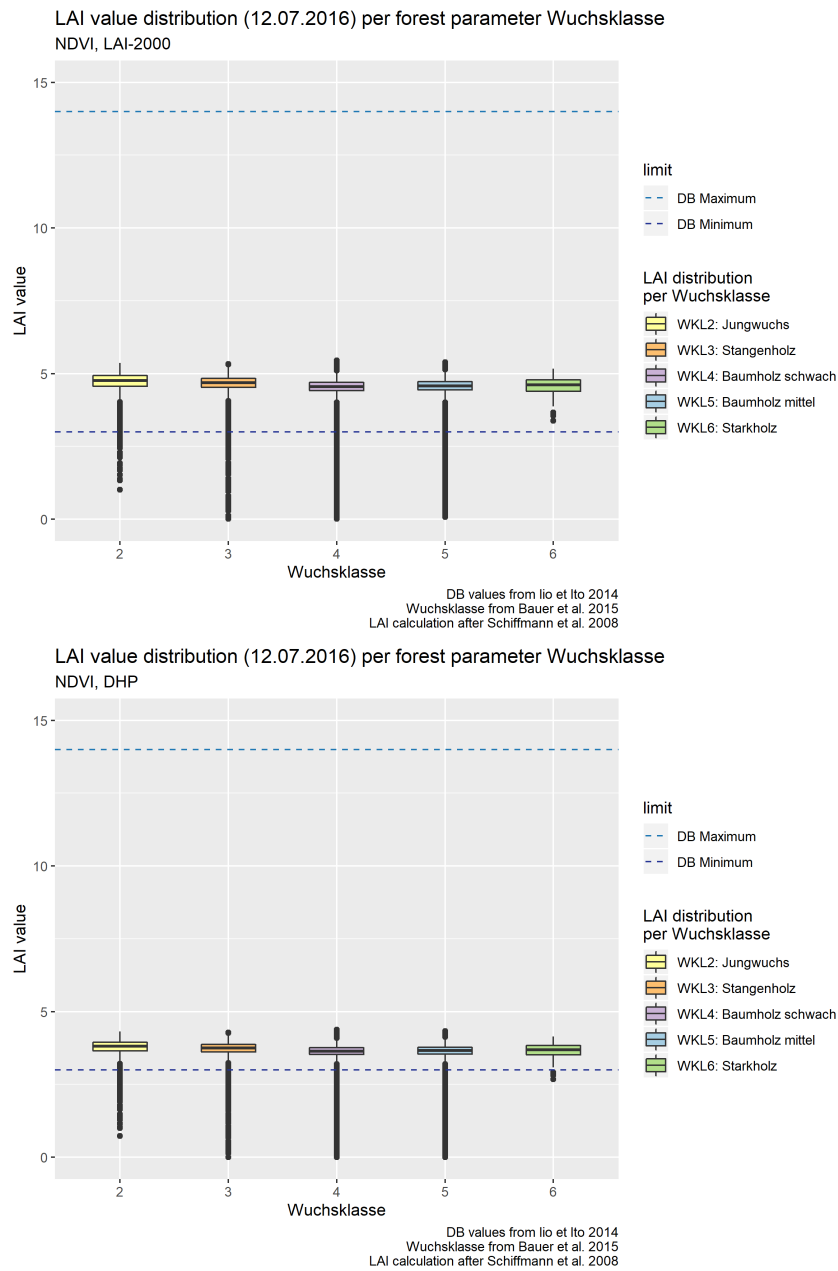 LAI value distribution (12.07.2016) per forest parameter Wuchsklasse
NDVI, LAI-2000
15
10
5
0
LAI value
2 3 4 5 6
Wuchsklasse
limit
DB Maximum
DB Minimum
LAI distribution
per Wuchsklasse
WKL2: Jungwuchs
WKL3: Stangenholz
WKL4: Baumholz schwach
WKL5: Baumholz mittel
WKL6: Starkholz
DB values from Iio et Ito 2014
Wuchsklasse from Bauer et al. 2015
LAI calculation after Schiffmann et al. 2008
LAI value distribution (12.07.2016) per forest parameter Wuchsklasse
NDVI, DHP
15
10
5
0
LAI value
2 3 4 5 6
Wuchsklasse
limit
DB Maximum
DB Minimum
LAI distribution
per Wuchsklasse
WKL2: Jungwuchs
WKL3: Stangenholz
WKL4: Baumholz schwach
WKL5: Baumholz mittel
WKL6: Starkholz
DB values from Iio et Ito 2014
Wuchsklasse from Bauer et al. 2015
LAI calculation after Schiffmann et al. 2008